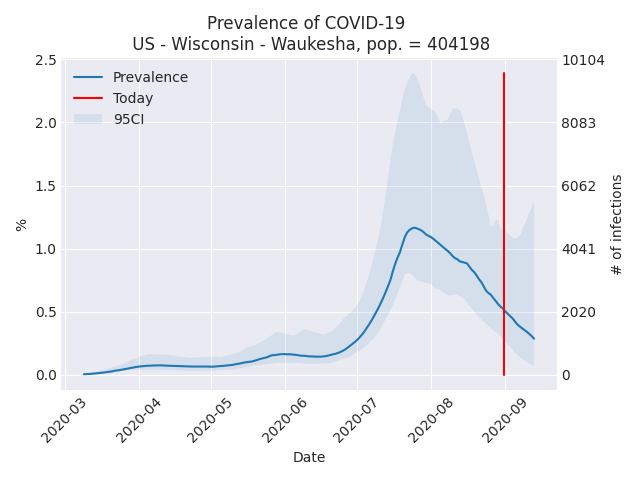 Prevalence of COVID-19
US - Wisconsin - Waukesha, pop. = 404198
2.5
2.0
1.5
1.0
0.5
0.0
%
Prevalence
Today
95CI
10104
8083
6062
4041
2020
0
# of infections
2020-03
2020-04
2020-05
2020-06
2020-07
2020-08
2020-09
Date